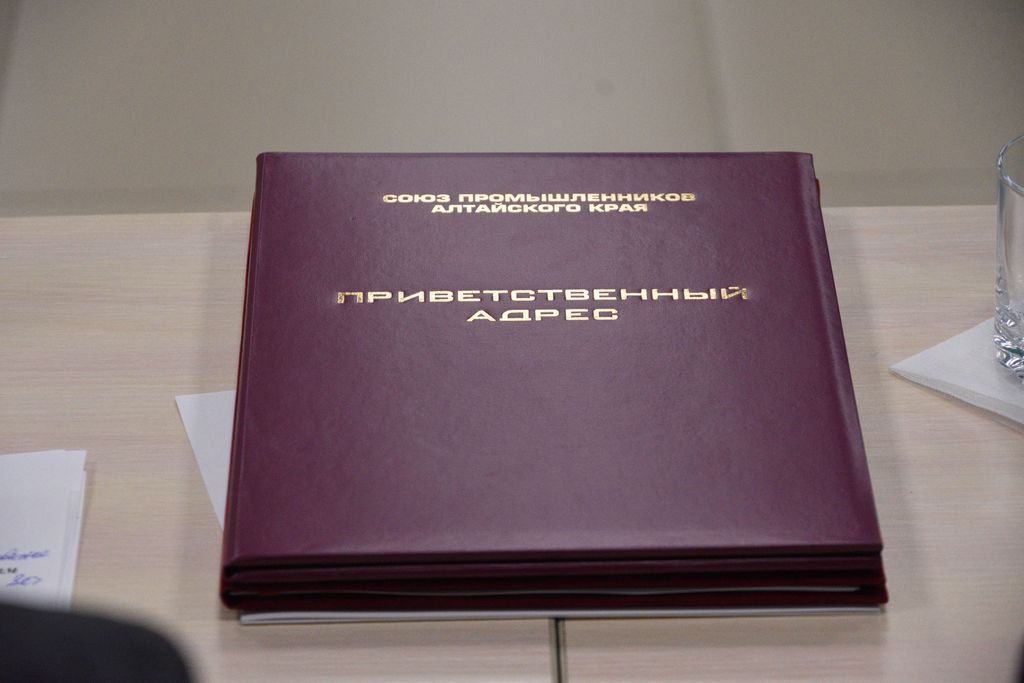 СОЮЗ ПРОМЫШЛЕННИКОВ
АЛТАЙСКОГО КРАЯ
ПРИВЕТСТВЕННЫЙ
АДРЕС